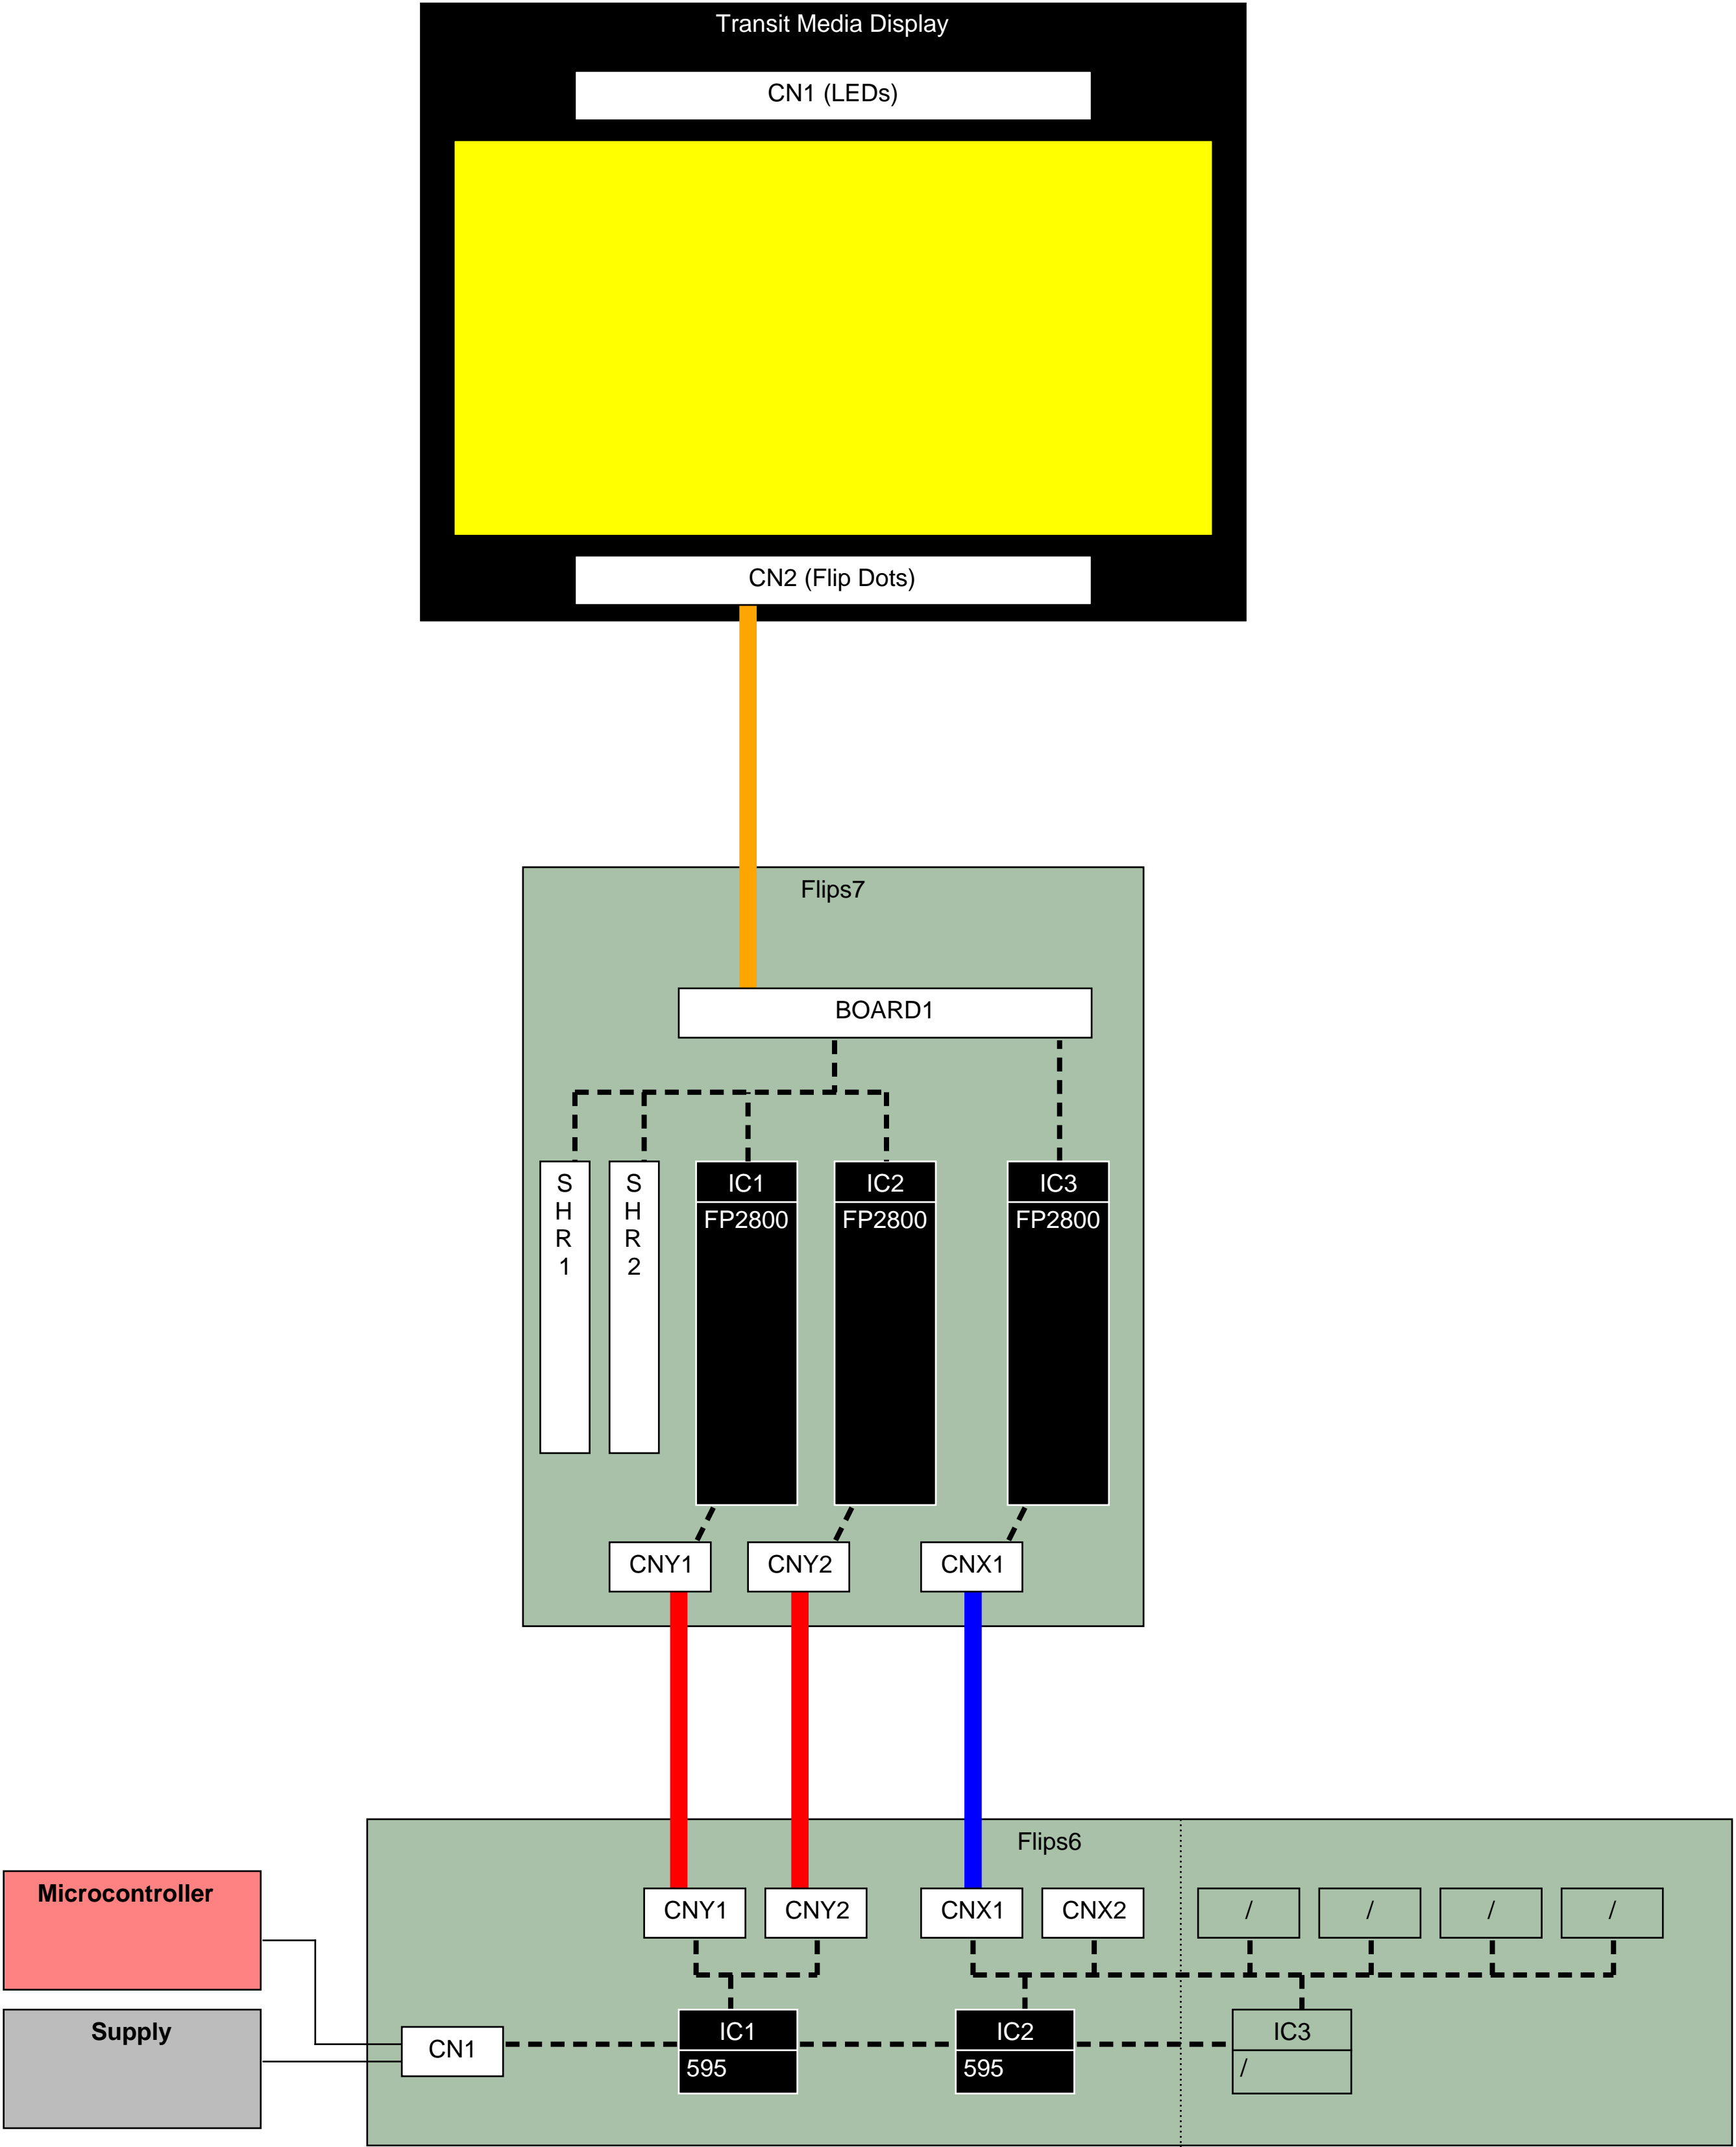 Transit Media Display
CN1 (LEDs)
CN2 (Flip Dots)
Flips7
BOARD1
S
H
R
1
S
H
R
2
IC1
FP2800
IC2
FP2800
IC3
FP2800
CNY1
CNY2
CNX1
Flips6
Microcontroller
CNY1
CNY2
CNX1
CNX2
/
/
/
/
Supply
CN1
IC1
595
IC2
595
IC3
/